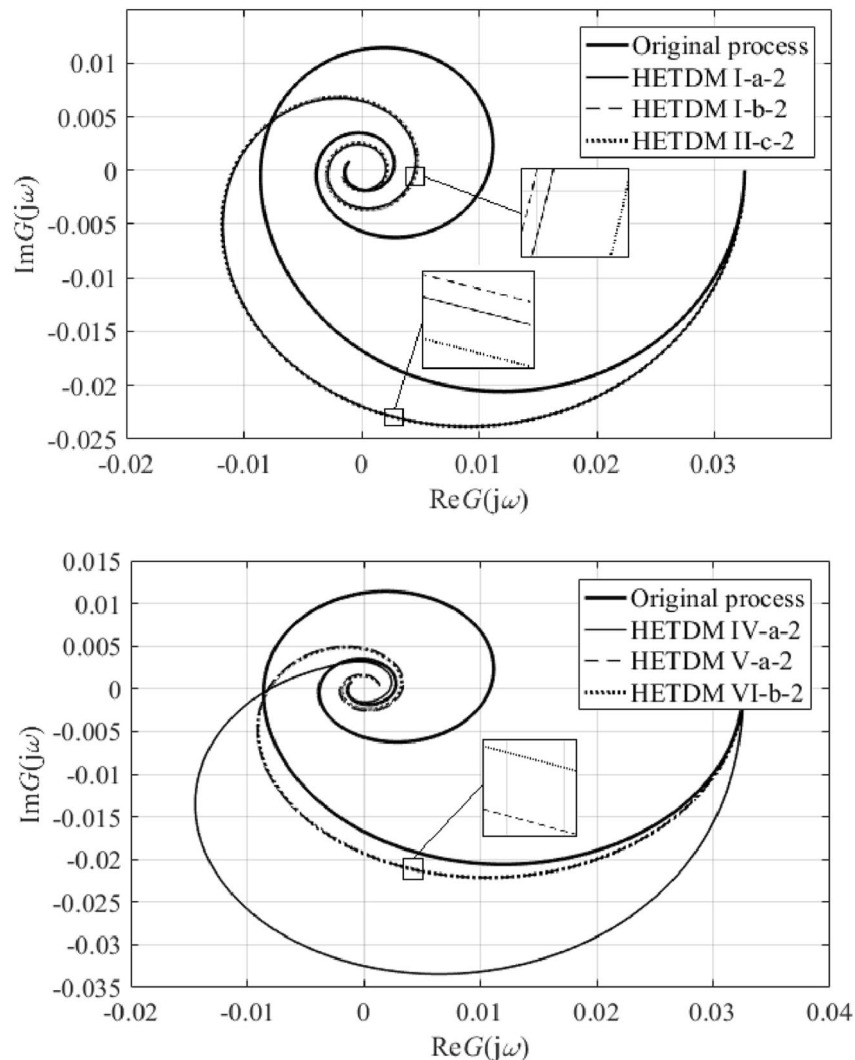 0.01
0.005
0
-0.005
-0.01
-0.015
-0.02
-0.025
ImG(jω)
Original process
HETDM I-a-2
HETDM I-b-2
HETDM II-c-2
-0.02 -0.01 0 0.01 0.02 0.03
ReG(jω)
0.015
0.01
0.005
0
-0.005
-0.01
-0.015
-0.02
-0.025
-0.03
-0.035
ImG(jω)
Original process
HETDM IV-a-2
HETDM V-a-2
HETDM VI-b-2
-0.02 -0.01 0 0.01 0.02 0.03 0.04
ReG(jω)